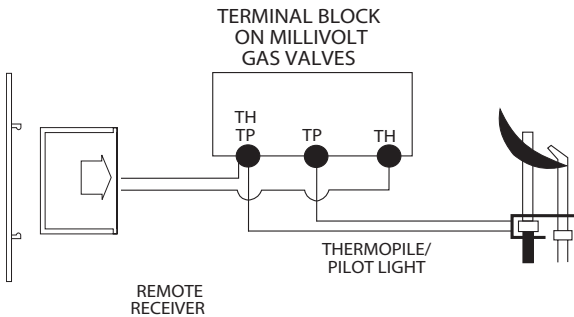 TERMINAL BLOCK
ON MILLIVOLT
GAS VALVES
TH
TP
TP
TH
THERMOPILE/
PILOT LIGHT
REMOTE
RECEIVER